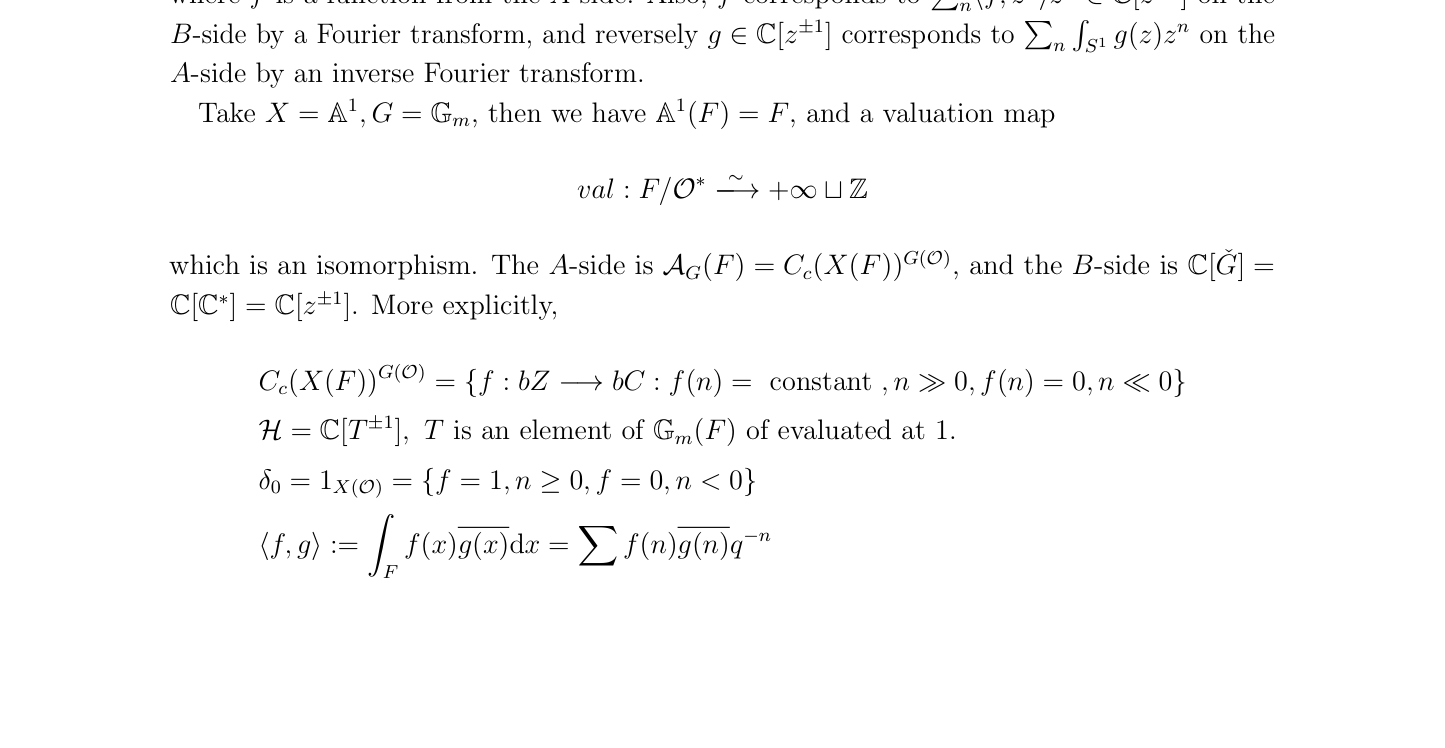 B-side by a Fourier transform, and reversely g ∈ ℂ[z^{±1}] corresponds to ∑_n ∫_{S^1} g(z)z^n on the
A-side by an inverse Fourier transform.
Take X = 𝔸^1, G = 𝔾_m, then we have 𝔸^1(F) = F, and a valuation map
val : F/𝒪^* ⟶^∼ +∞ ⊔ ℤ
which is an isomorphism. The A-side is 𝒜_G(F) = C_c(X(F))^{G(𝒪)}, and the B-side is ℂ[Ǧ] =
ℂ[ℂ^*] = ℂ[z^{±1}]. More explicitly,
C_c(X(F))^{G(𝒪)} = {f : bZ ⟶ bC : f(n) = constant , n ≫ 0, f(n) = 0, n ≪ 0}
ℋ = ℂ[T^{±1}], T is an element of 𝔾_m(F) of evaluated at 1.
δ_0 = 1_{X(𝒪)} = {f = 1, n ≥ 0, f = 0, n < 0}
⟨f, g⟩ := ∫_F f(x)\overline{g(x)}dx = ∑ f(n)\overline{g(n)}q^{−n}